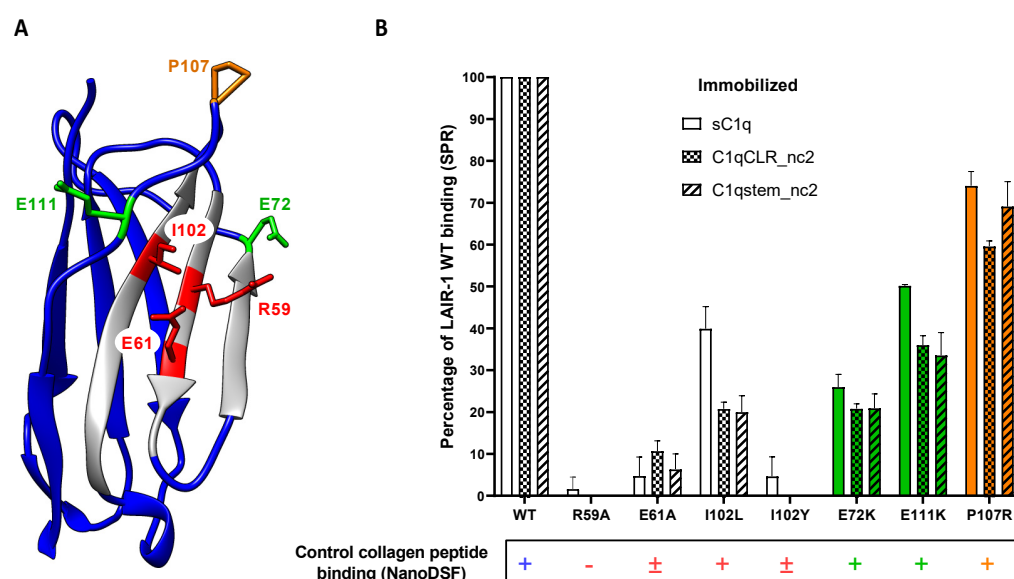 A
P107
E111
E72
I102
R59
E61
B
Percentage of LAIR-1 WT binding (SPR)
100
90
80
70
60
50
40
30
20
10
0
Immobilized
sC1q
C1qCLR_nc2
C1qstem_nc2
WT R59A E61A I102L I102Y E72K E111K P107R
Control collagen peptide
binding (NanoDSF)
+ - ± + ± + + +